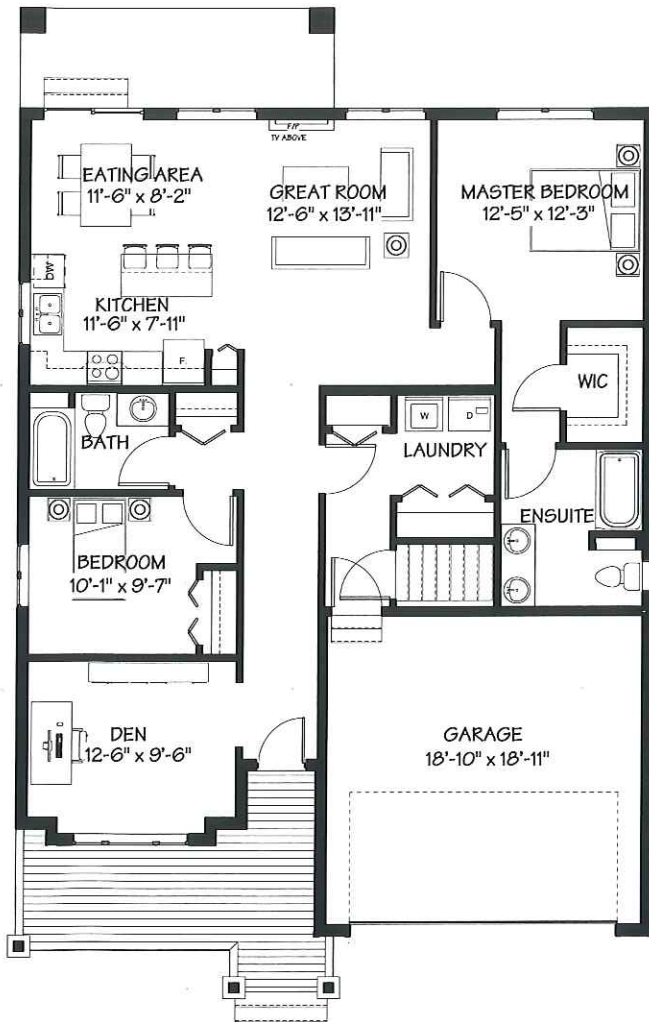 F/P
TV ABOVE
EATING AREA
11'-6" x 8'-2"
GREAT ROOM
12'-6" x 13'-11"
MASTER BEDROOM
12'-5" x 12'-3"
DW
KITCHEN
11'-6" x 7'-11"
F.
WIC
BATH
W
D
LAUNDRY
ENSUITE
BEDROOM
10'-1" x 9'-7"
DEN
12-6" x 9'-6"
GARAGE
18'-10" x 18'-11"